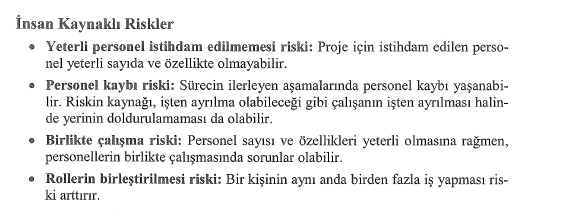 İnsan Kaynaklı Riskler
• Yeterli personel istihdam edilmemesi riski: Proje için istihdam edilen perso-
nel yeterli sayıda ve özellikte olmayabilir.
• Personel kaybı riski: Sürecin ilerleyen aşamalarında personel kaybı yaşanabi-
lir. Riskin kaynağı, işten ayrılma olabileceği gibi çalışanın işten ayrılması halin-
de yerinin doldurulamaması da olabilir.
• Birlikte çalışma riski: Personel sayısı ve özellikleri yeterli olmasına rağmen,
personellerin birlikte çalışmasında sorunlar olabilir.
• Rollerin birleştirilmesi riski: Bir kişinin aynı anda birden fazla iş yapması ris-
ki arttırır.